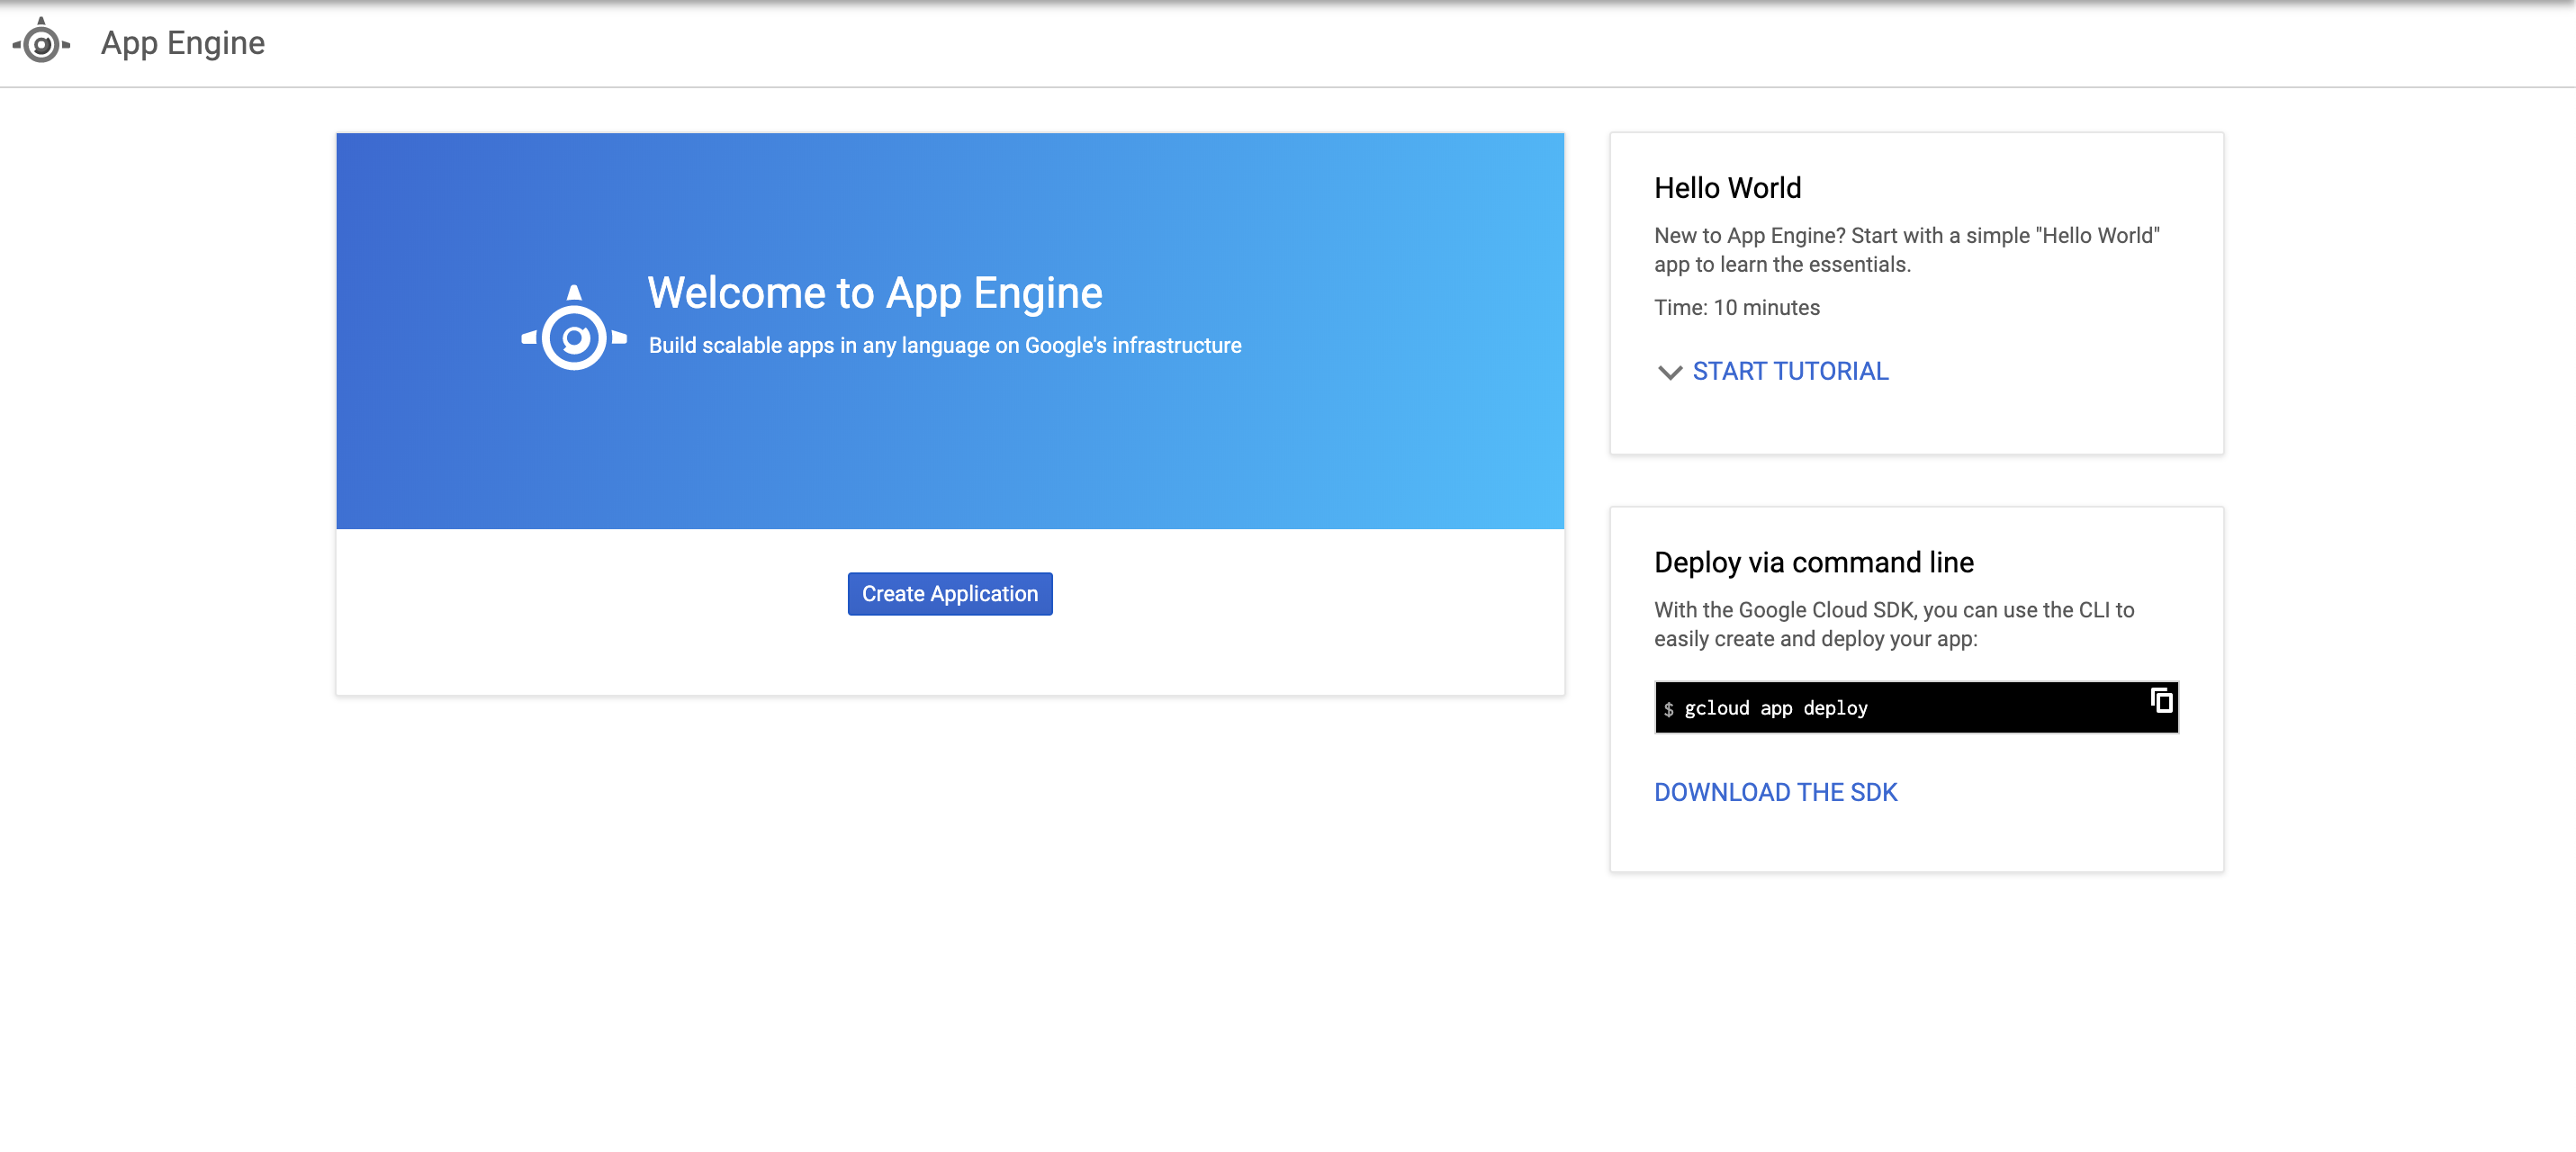 App Engine
Welcome to App Engine
Build scalable apps in any language on Google's infrastructure
Create Application
Hello World
New to App Engine? Start with a simple "Hello World"
app to learn the essentials.
Time: 10 minutes
START TUTORIAL
Deploy via command line
With the Google Cloud SDK, you can use the CLI to
easily create and deploy your app:
$ gcloud app deploy
DOWNLOAD THE SDK